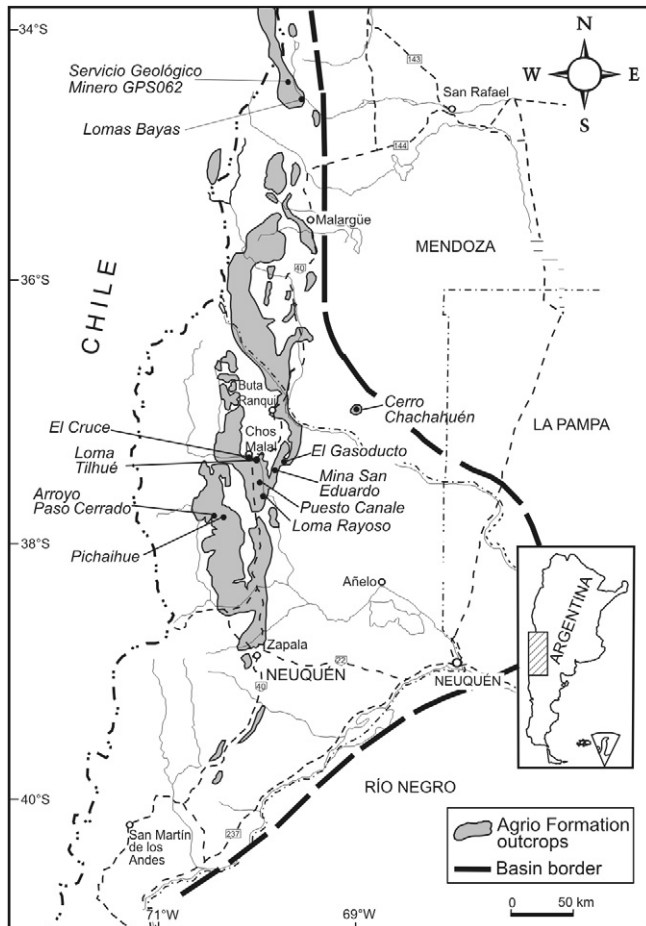 34°S
Servicio Geológico
Minero GPS062
Lomas Bayas
143
San Rafael
144
N
W
E
S
Malargüe
MENDOZA
36°S
40
CHILE
Buta
Ranquil
Cerro
Chachahuén
LA PAMPA
El Cruce
Chos
Malal
El Gasoducto
Loma
Tilhué
Mina San
Eduardo
Arroyo
Paso Cerrado
Puesto Canale
Loma Rayoso
Pichaihue
38°S
Añelo
ARGENTINA
Zapala
NEUQUÉN
22
NEUQUÉN
40
RÍO NEGRO
40°S
San Martín
de los
Andes
237
Agrio Formation
outcrops
Basin border
71°W
69°W
0
50 km